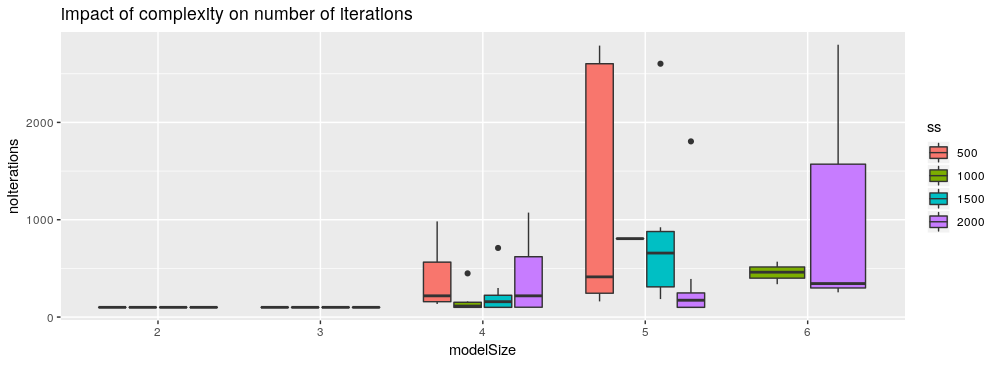 Impact of complexity on number of iterations
noIterations
2000
1000
0
2 3 4 5 6
modelSize
ss
500
1000
1500
2000